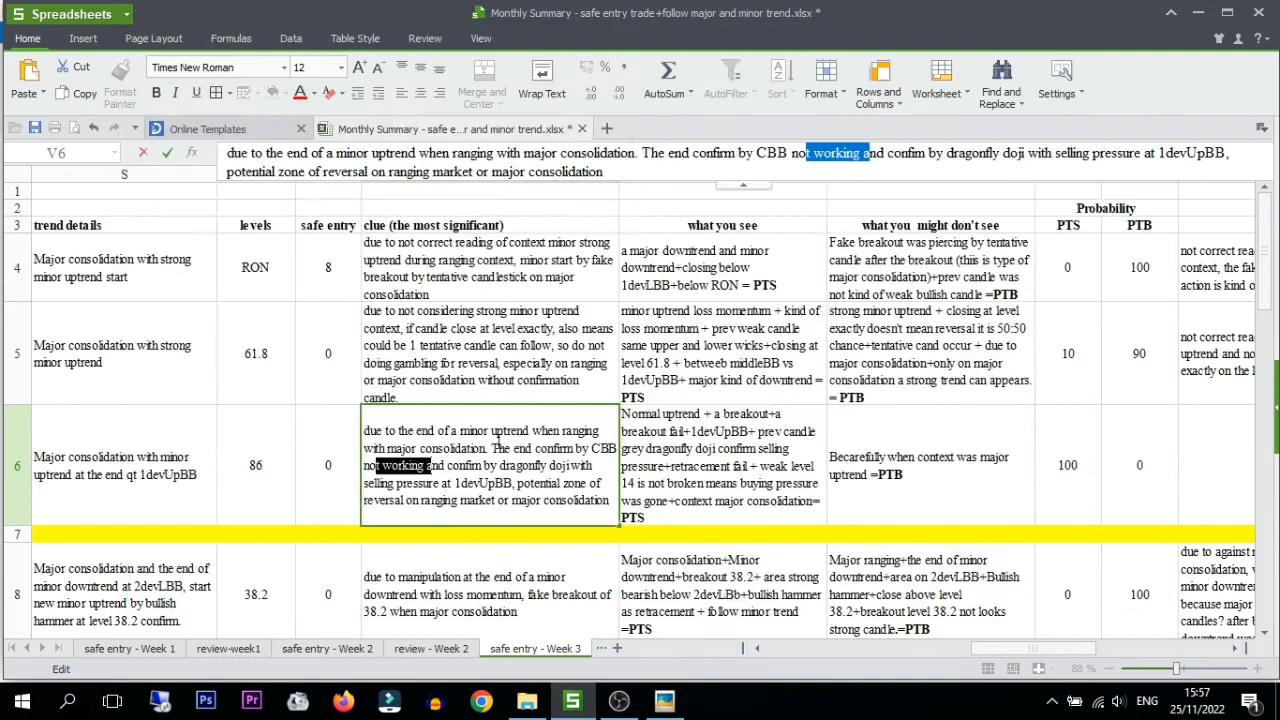 Spreadsheets
Monthly Summary - safe entry trade+follow major and minor trend.xlsx *
Home Insert Page Layout Formulas Data Table Style Review View
Paste Cut Copy Format Painter
Times New Roman 12
B I U A
Merge and Center Wrap Text
AutoSum AutoFilter Sort Format Rows and Columns Worksheet Find and Replace Settings
Online Templates
Monthly Summary - safe e...r and minor trend.xlsx *
V6 fx
due to the end of a minor uptrend when ranging with major consolidation. The end confirm by CBB not working and confim by dragonfly doji with selling pressure at 1devUpBB,
potential zone of reversal on ranging market or major consolidation
S
1
2
Probability
3
trend details levels safe entry clue (the most significant) what you see what you might don't see PTS PTB
4
Major consolidation with strong
minor uptrend start
RON
8
due to not correct reading of context minor strong
uptrend during ranging context, minor start by fake
breakout by tentative candlestick on major
consolidation
a major downtrend and minor
downtrend+closing below
1devLBB+below RON = PTS
Fake breakout was piercing by tentative
candle after the breakout (this is type of
major consolidation)+prev candle was
not kind of weak bullish candle =PTB
0
100
not correct rea
context, the fak
action is kind of
5
Major consolidation with strong
minor uptrend
61.8
0
due to not considering strong minor uptrend
context, if candle close at level exactly, also means
could be 1 tentative candle can follow, so do not
doing gambling for reversal, especially on ranging
or major consolidation without confirmation
candle.
minor uptrend loss momentum + kind of
loss momentum + prev weak candle
same upper and lower wicks+closing at
level 61.8 + betweeb middleBB vs
1devUpBB+ major kind of downtrend =
PTS
strong minor uptrend + closing at level
exactly doesn't mean reversal it is 50:50
chance+tentative cand occur + due to
major consolidation+only on major
consolidation a strong trend can appears.
= PTB
10
90
not correct rea
uptrend and no
exactly on the l
6
Major consolidation with minor
uptrend at the end qt 1devUpBB
86
0
due to the end of a minor uptrend when ranging
with major consolidation. The end confirm by CBB
not working and confim by dragonfly doji with
selling pressure at 1devUpBB, potential zone of
reversal on ranging market or major consolidation
Normal uptrend + a breakout+a
breakout fail+1devUpBB+ prev candle
grey dragonfly doji confirm selling
pressure+retracement fail + weak level
14 is not broken means buying pressure
was gone+context major consolidation=
PTS
Becarefully when context was major
uptrend =PTB
100
0
7
8
Major consolidation and the end of
minor downtrend at 2devLBB, start
new minor uptrend by bullish
hammer at level 38.2 confirm.
38.2
0
due to manipulation at the end of a minor
downtrend with loss momentum, fake breakout of
38.2 when major consolidation
Major consolidation+Minor
downtrend+breakout 38.2+ area strong
bearish below 2devLBb+bullish hammer
as retracement + follow minor trend
=PTS
Major ranging+the end of minor
downtrend+area on 2devLBB+Bullish
hammer+close above level
38.2+breakout level 38.2 not looks
strong candle.=PTB
0
100
due to against r
consolidation, v
minor downtren
because major
candles? after b
safe entry - Week 1 review-week1 safe entry - Week 2 review - Week 2 safe entry - Week 3 ... +
Edit
88 %
Ps Pr S
ENG
15:57
25/11/2022
1